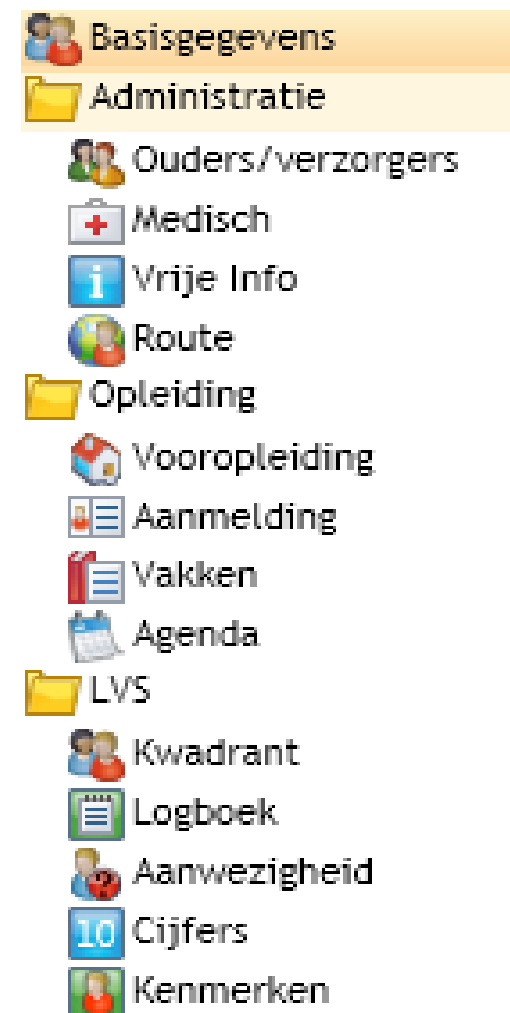 Basisgegevens
Administratie
Ouders/verzorgers
Medisch
Vrije Info
Route
Opleiding
Vooropleiding
Aanmelding
Vakken
Agenda
LVS
Kwadrant
Logboek
Aanwezigheid
10 Cijfers
Kenmerken